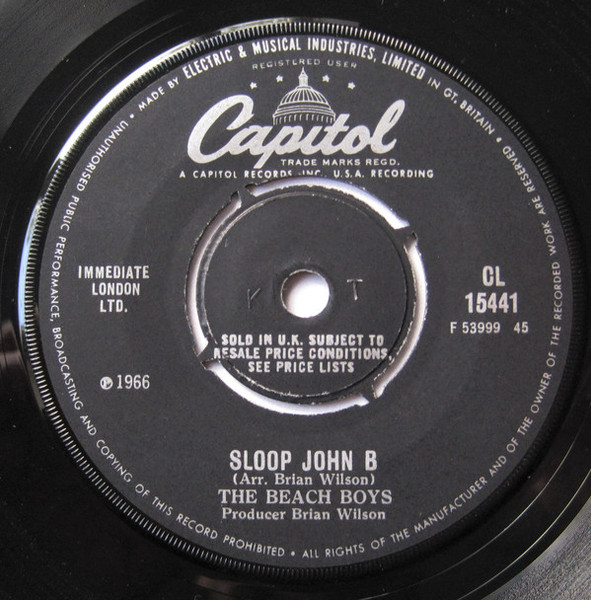 MADE BY ELECTRIC & MUSICAL INDUSTRIES, LIMITED IN GT. BRITAIN •
REGISTERED USER
Capitol
TRADE MARKS REGD.
A CAPITOL RECORDS, INC., U.S.A. RECORDING
IMMEDIATE
LONDON
LTD.
℗ 1966
CL
15441
F 53999 45
K T
SOLD IN U.K. SUBJECT TO
RESALE PRICE CONDITIONS,
SEE PRICE LISTS
SLOOP JOHN B
(Arr. Brian Wilson)
THE BEACH BOYS
Producer Brian Wilson
UNAUTHORISED PUBLIC PERFORMANCE, BROADCASTING AND COPYING OF THIS RECORD PROHIBITED • ALL RIGHTS OF THE MANUFACTURER AND OF THE OWNER OF THE RECORDED WORK ARE RESERVED •